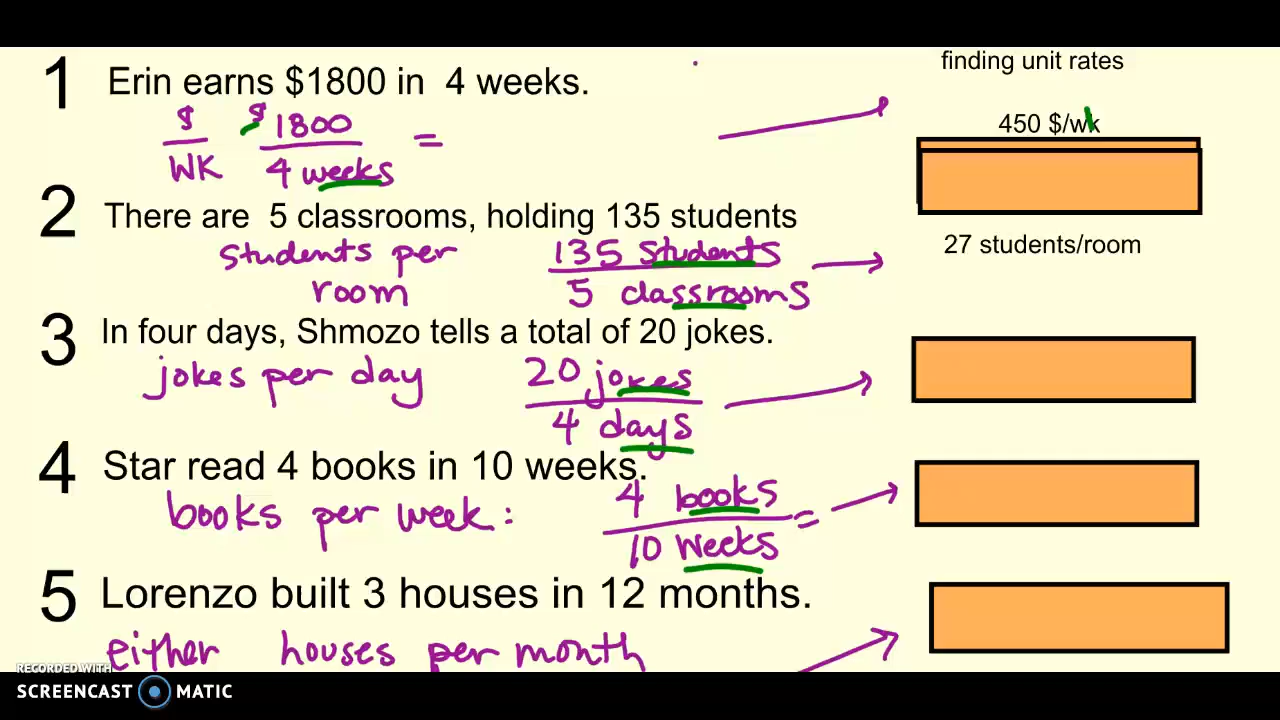 finding unit rates
1 Erin earns $1800 in 4 weeks.
$ $1800 450 $/wk
WK 4 weeks =
2 There are 5 classrooms, holding 135 students
students per 135 students 27 students/room
room 5 classrooms
3 In four days, Shmozo tells a total of 20 jokes.
jokes per day 20 jokes
4 days
4 Star read 4 books in 10 weeks.
books per week: 4 books =
10 weeks
5 Lorenzo built 3 houses in 12 months.
either houses per month
RECORDED WITH
SCREENCAST MATIC